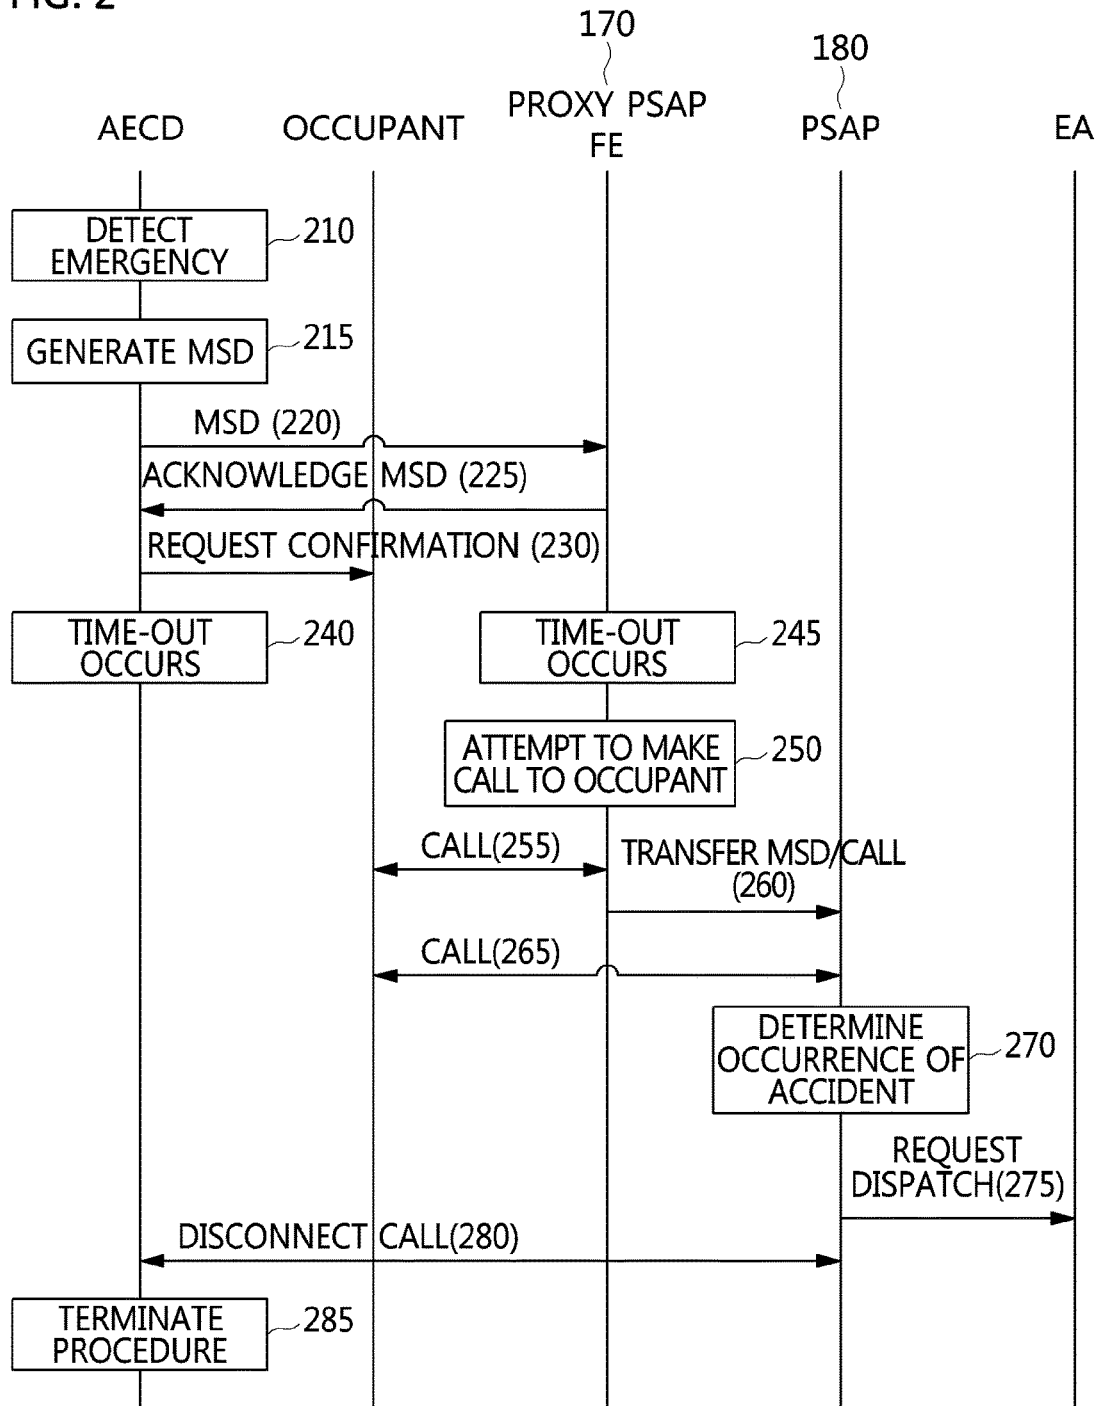 FIG. 2
170
180
AECD
OCCUPANT
PROXY PSAP
FE
PSAP
EA
DETECT
EMERGENCY
210
GENERATE MSD
215
MSD (220)
ACKNOWLEDGE MSD (225)
REQUEST CONFIRMATION (230)
TIME-OUT
OCCURS
240
TIME-OUT
OCCURS
245
ATTEMPT TO MAKE
CALL TO OCCUPANT
250
CALL(255)
TRANSFER MSD/CALL
(260)
CALL(265)
DETERMINE
OCCURRENCE OF
ACCIDENT
270
REQUEST
DISPATCH(275)
DISCONNECT CALL(280)
TERMINATE
PROCEDURE
285